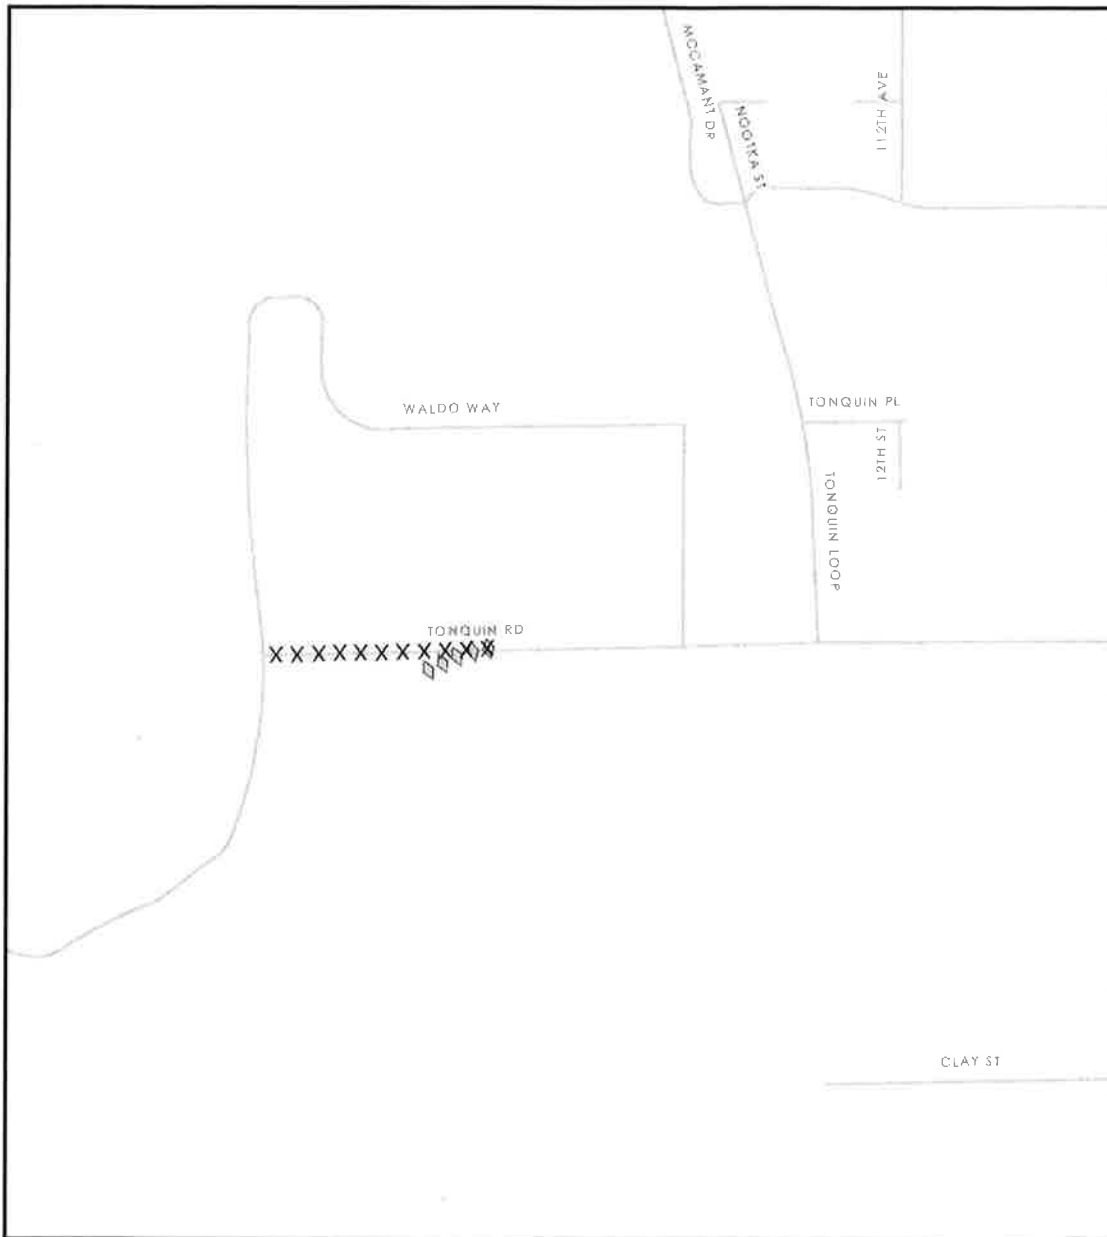 MCCAMANT DR
NOOTKA ST
112TH AVE
WALDO WAY
TONQUIN PL
12TH ST
TONQUIN LOOP
TONQUIN RD
CLAY ST